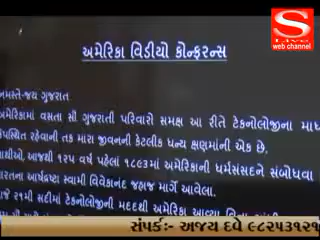 S
Live
web channel
અમેરિકા વિડીયો કોન્ફરન્સ
નમસ્તે-જય ગુજરાત
અમેરિકામાં વસતા સૌ ગુજરાતી પરિવારો સમક્ષ આ રીતે ટેકનોલોજીના
ઉપસ્થિત રહેવાની તક મારા જીવનની કેટલીક ધન્ય ક્ષણમાંની એક છે.
આજથી ૧૨૫ વર્ષ પહેલાં ૧૮૯૩માં અમેરિકાની ધર્મસંસદને સંબોધવા
સ્વામી વિવેકાનંદ જહાજ માર્ગે આવેલા.
૨૧મી સદીમાં ટેકનોલોજીની મદદથી અમેરિકા આવ્યા વિના
સંપર્કઃ- અજય દવે ૯૮૨૫૩૧૨૧